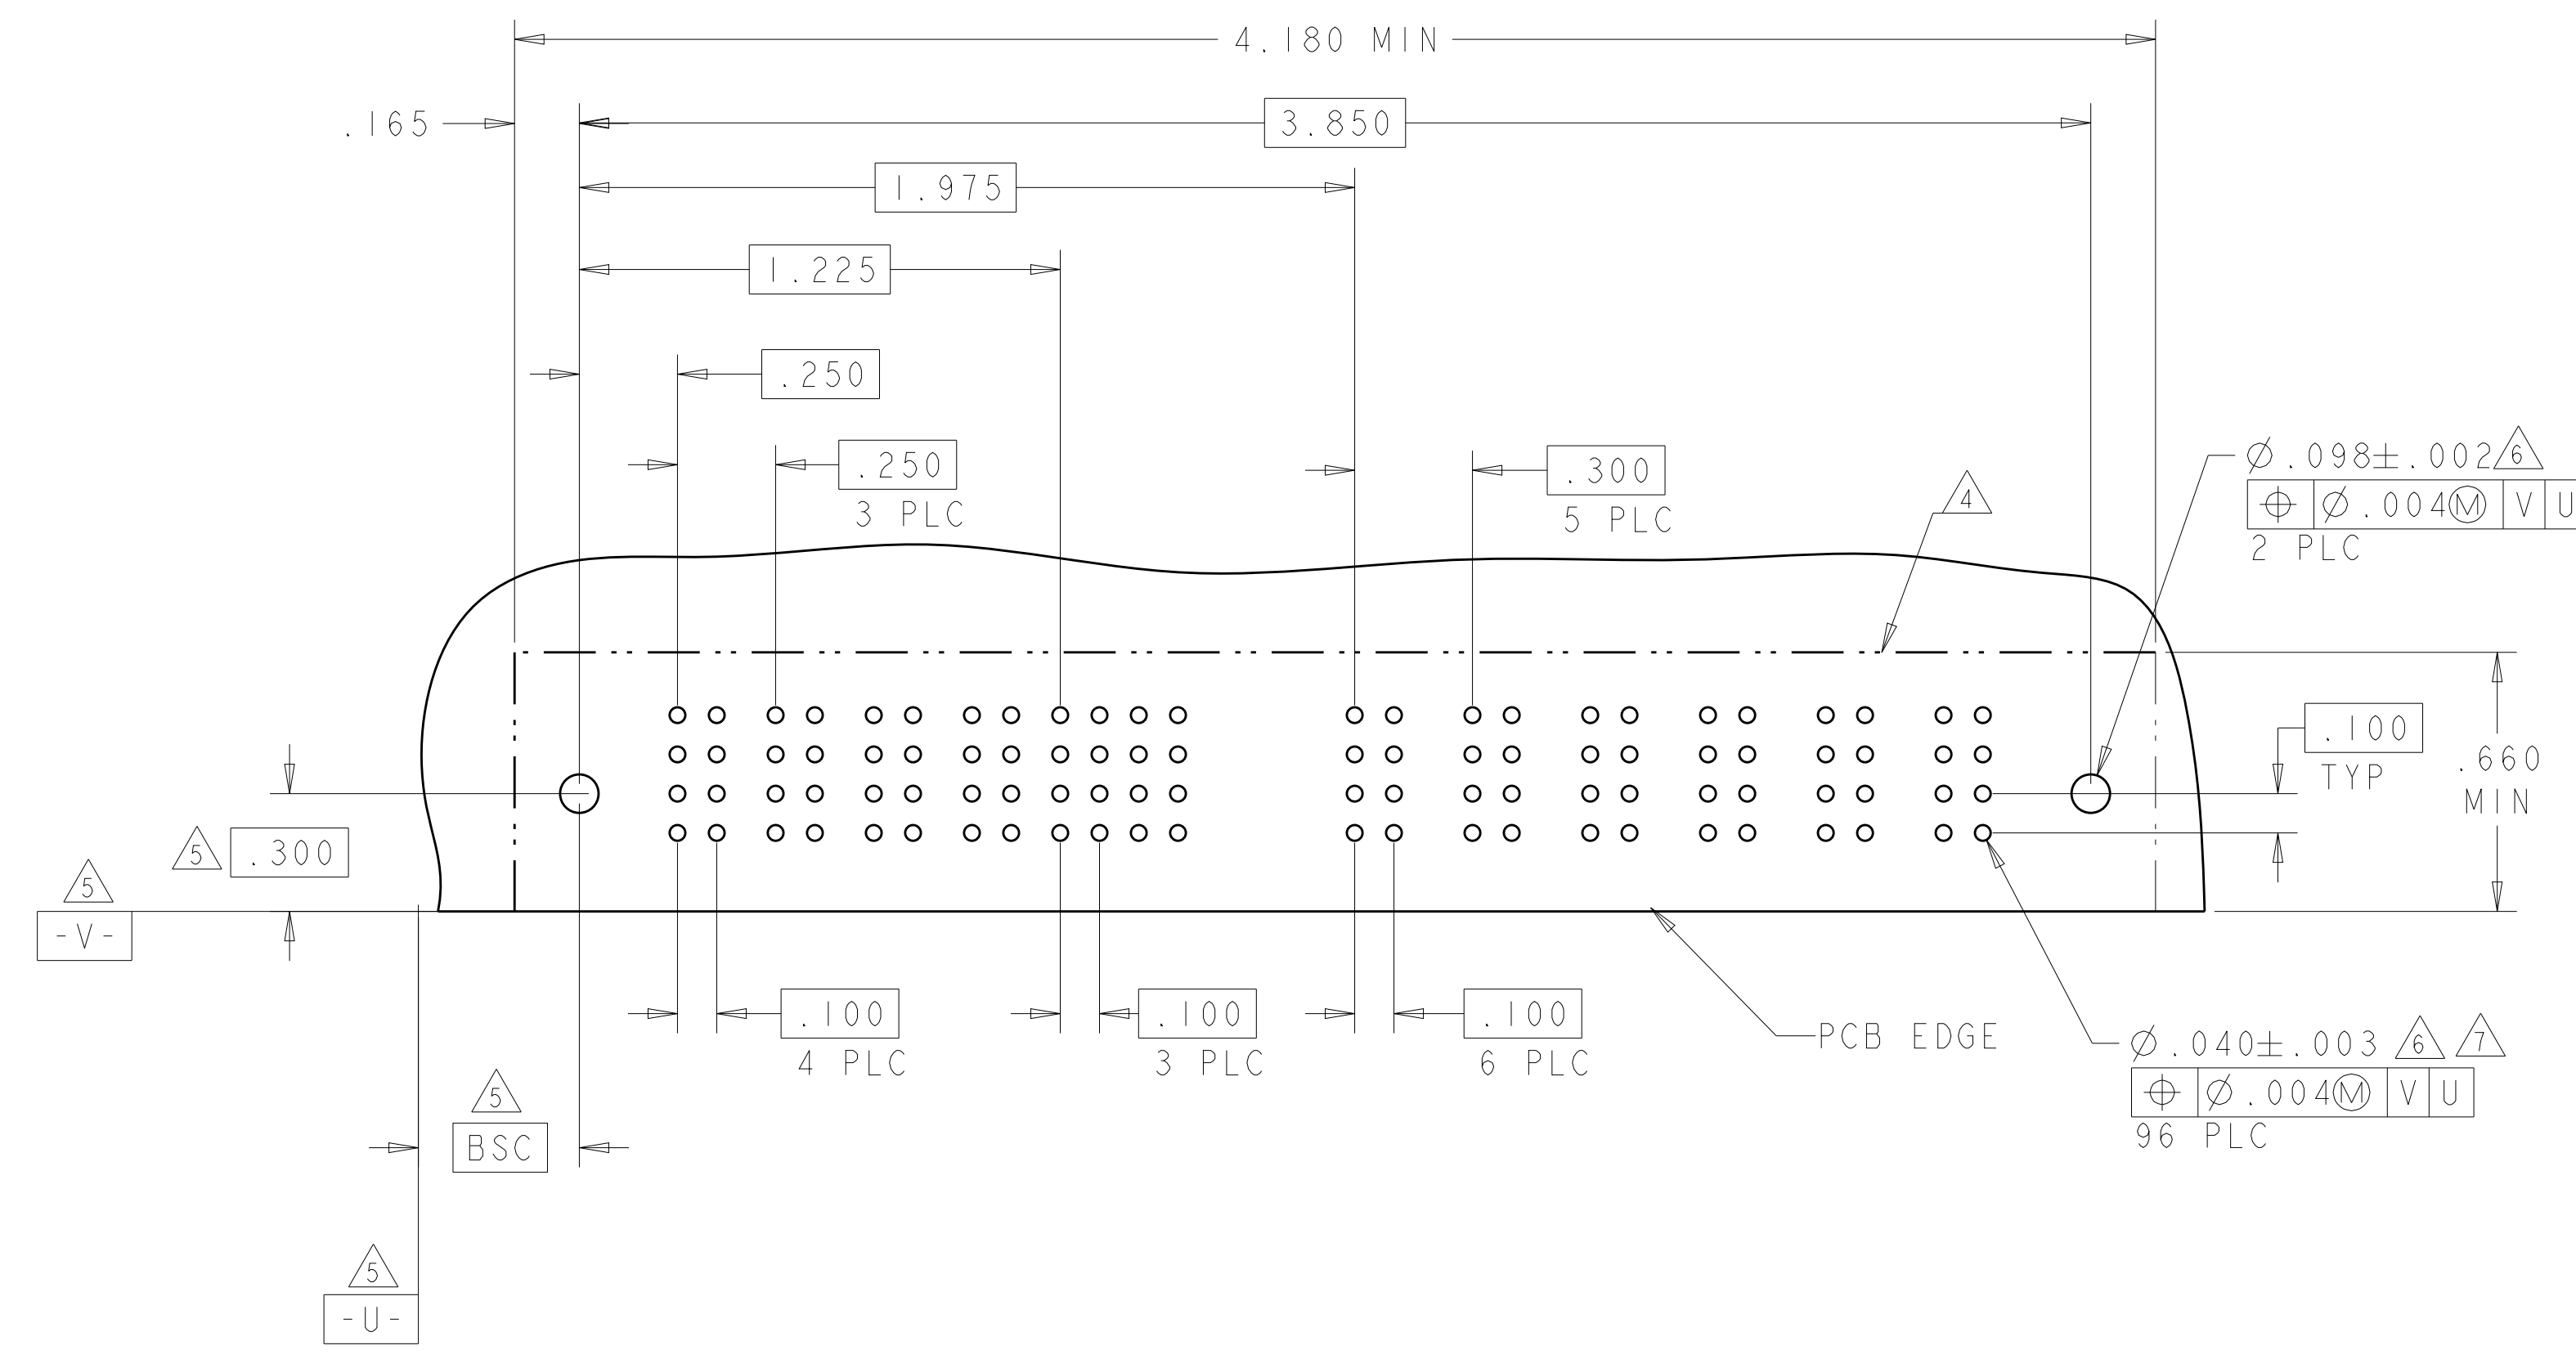 4.180 MIN
.165
3.850
1.975
1.225
.250
.250
3 PLC
.300
5 PLC
4
Ø.098±.002 6
⌖ Ø.004Ⓜ V U
2 PLC
.100
TYP
.660
MIN
5 .300
5
-V-
.100
4 PLC
.100
3 PLC
.100
6 PLC
PCB EDGE
Ø.040±.003 6 7
⌖ Ø.004Ⓜ V U
96 PLC
5
BSC
5
-U-